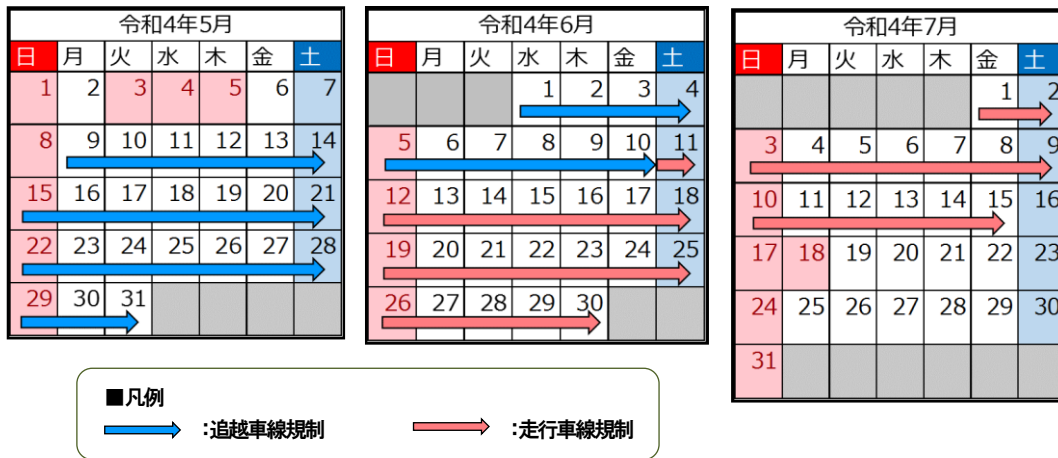 令和4年5月
日 月 火 水 木 金 土
1 2 3 4 5 6 7
8 9 10 11 12 13 14
15 16 17 18 19 20 21
22 23 24 25 26 27 28
29 30 31
令和4年6月
日 月 火 水 木 金 土
1 2 3 4
5 6 7 8 9 10 11
12 13 14 15 16 17 18
19 20 21 22 23 24 25
26 27 28 29 30
令和4年7月
日 月 火 水 木 金 土
1 2
3 4 5 6 7 8 9
10 11 12 13 14 15 16
17 18 19 20 21 22 23
24 25 26 27 28 29 30
31
■凡例
:追越車線規制 :走行車線規制